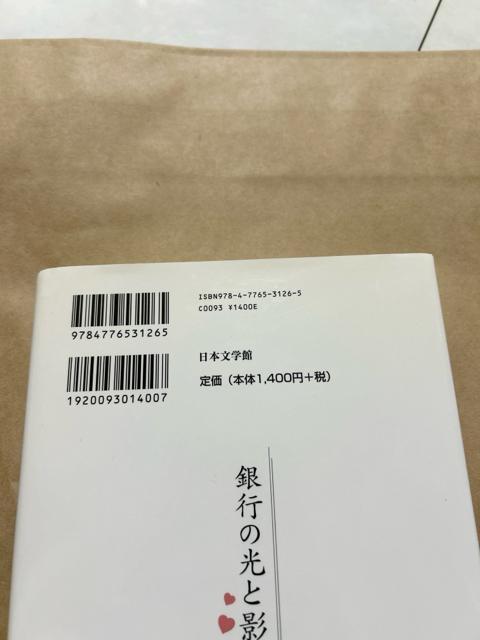 ISBN978-4-7765-3126-5
C0093 ¥1400E
9784776531265
日本文学館
定価（本体1,400円+税）
1920093014007
銀行の光と影